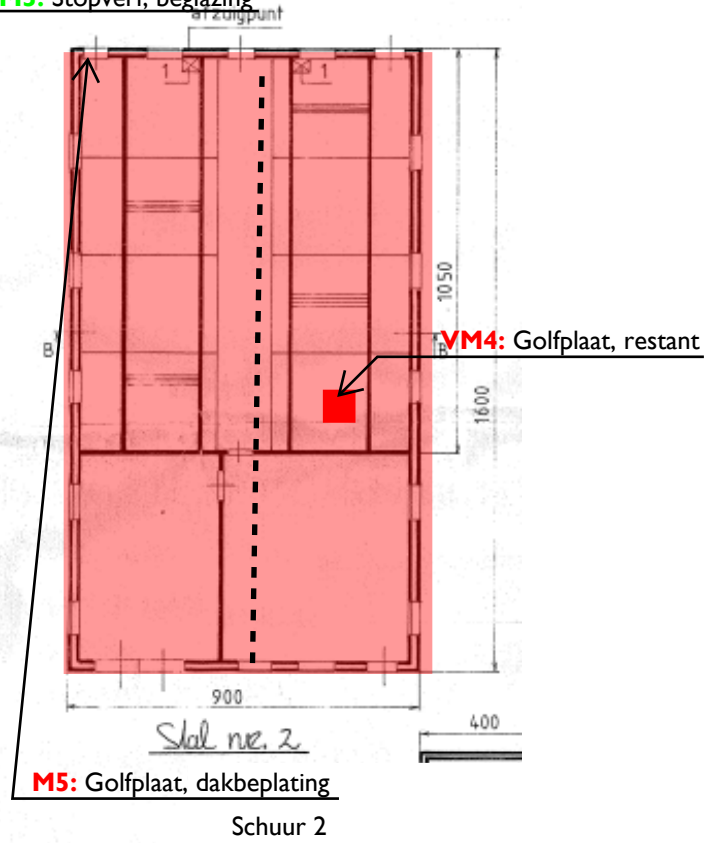 Stopverf, beglazing
afzuigpunt
1 1
1050
B B
VM4: Golfplaat, restant
1600
900
Stal nr. 2
400
M5: Golfplaat, dakbeplating
Schuur 2